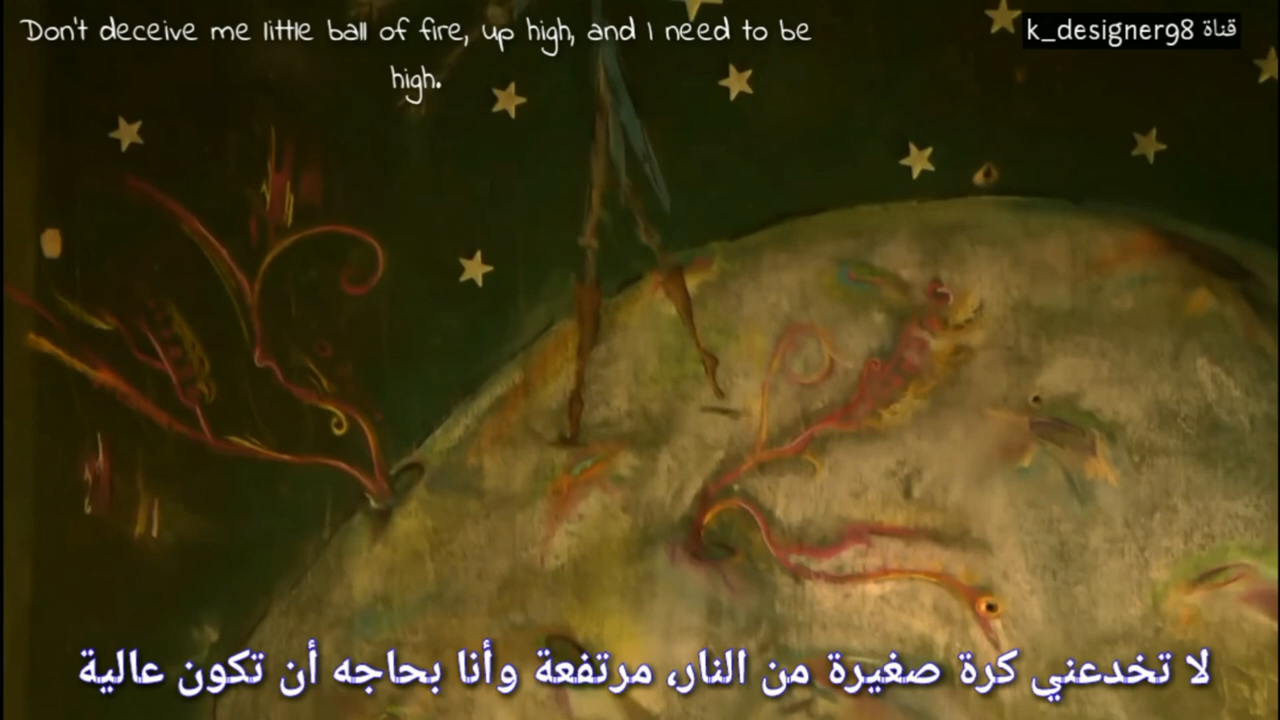 Don't deceive me little ball of fire, up high, and I need to be
high.
قناة k_designer98
لا تخدعني كرة صغيرة من النار، مرتفعة وأنا بحاجه أن تكون عالية